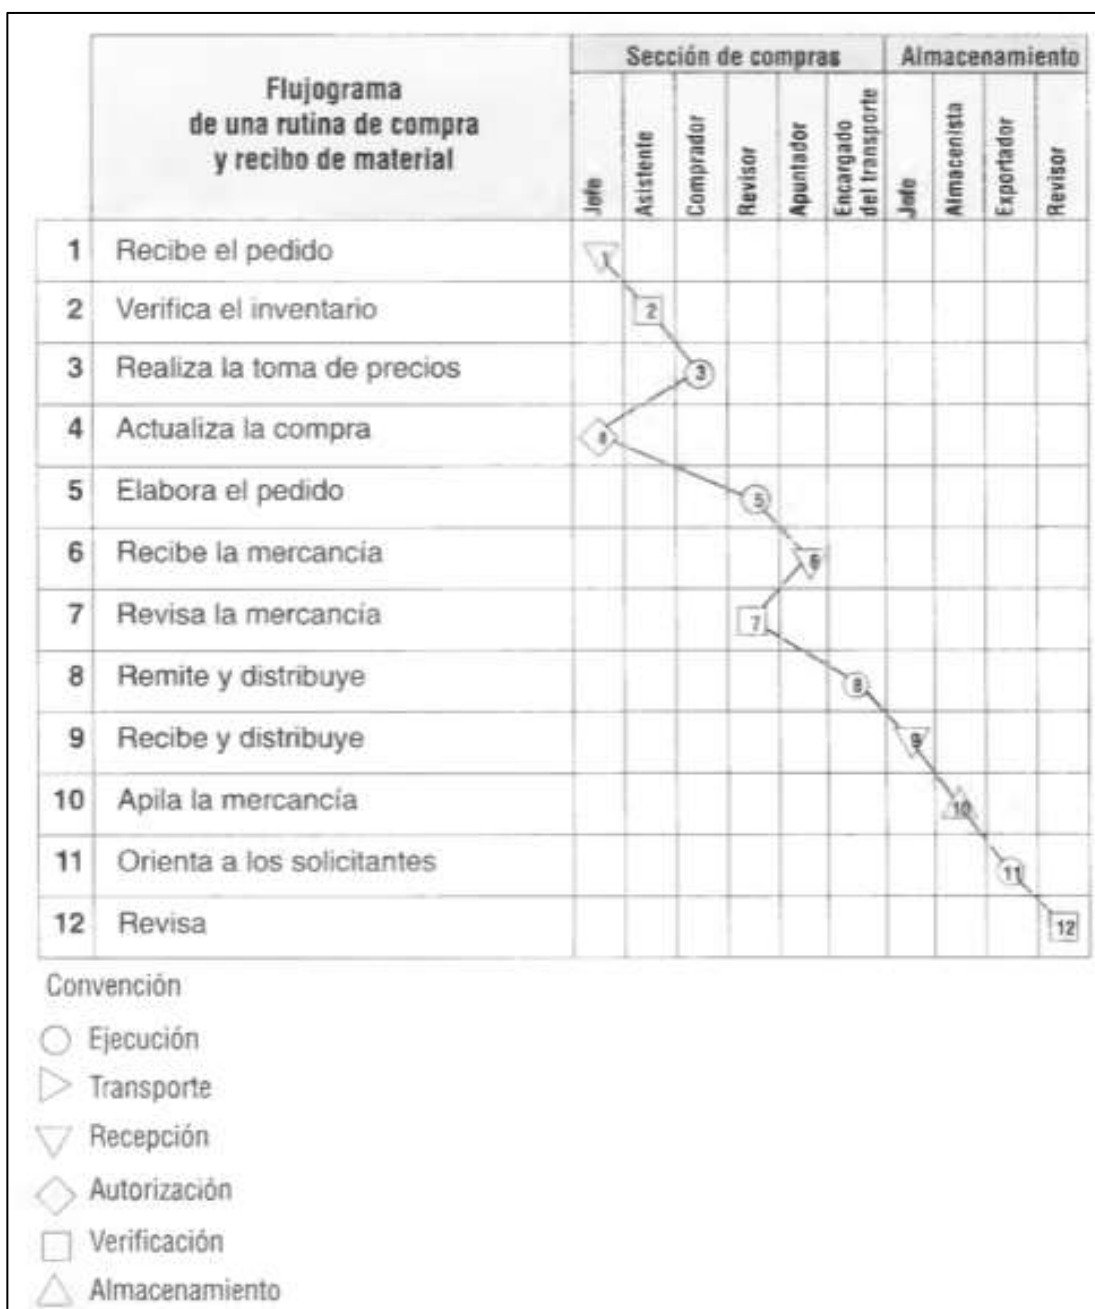 Flujograma
de una rutina de compra
y recibo de material
Sección de compras
Almacenamiento
Jefe
Asistente
Comprador
Revisor
Apuntador
Encargado
del transporte
Jefe
Almacenista
Exportador
Revisor
1 Recibe el pedido 1
2 Verifica el inventario 2
3 Realiza la toma de precios 3
4 Actualiza la compra 4
5 Elabora el pedido 5
6 Recibe la mercancía 6
7 Revisa la mercancía 7
8 Remite y distribuye 8
9 Recibe y distribuye 9
10 Apila la mercancía 10
11 Orienta a los solicitantes 11
12 Revisa 12
Convención
Ejecución
Transporte
Recepción
Autorización
Verificación
Almacenamiento